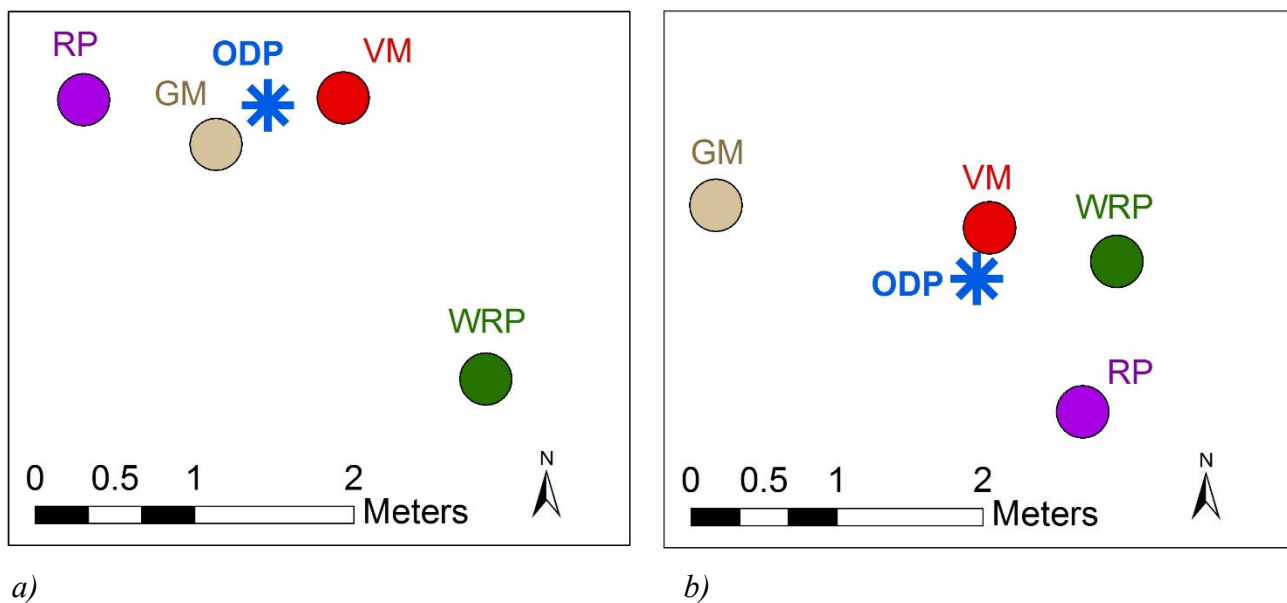 RP
ODP
VM
GM
WRP
0 0.5 1 2
Meters
N
a)
GM
VM
WRP
ODP
RP
0 0.5 1 2
Meters
N
b)